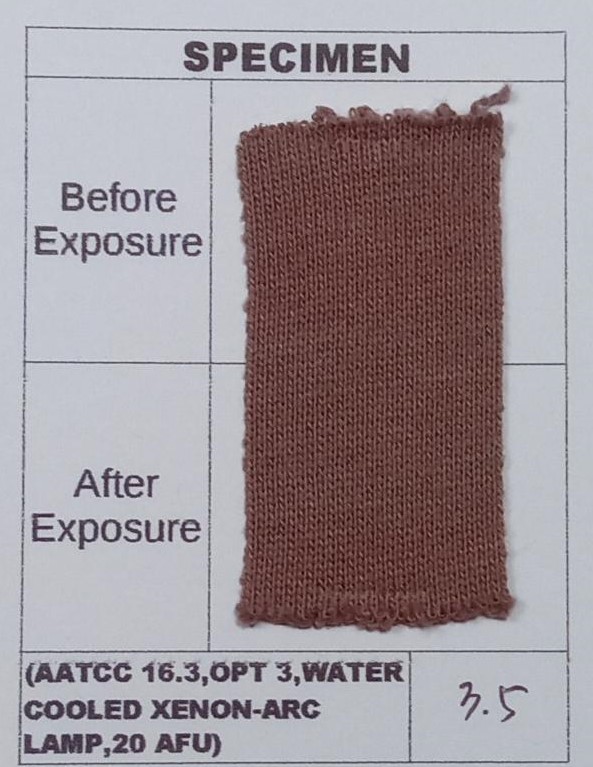 SPECIMEN
Before
Exposure
After
Exposure
(AATCC 16.3,OPT 3,WATER
COOLED XENON-ARC
LAMP,20 AFU)
3.5